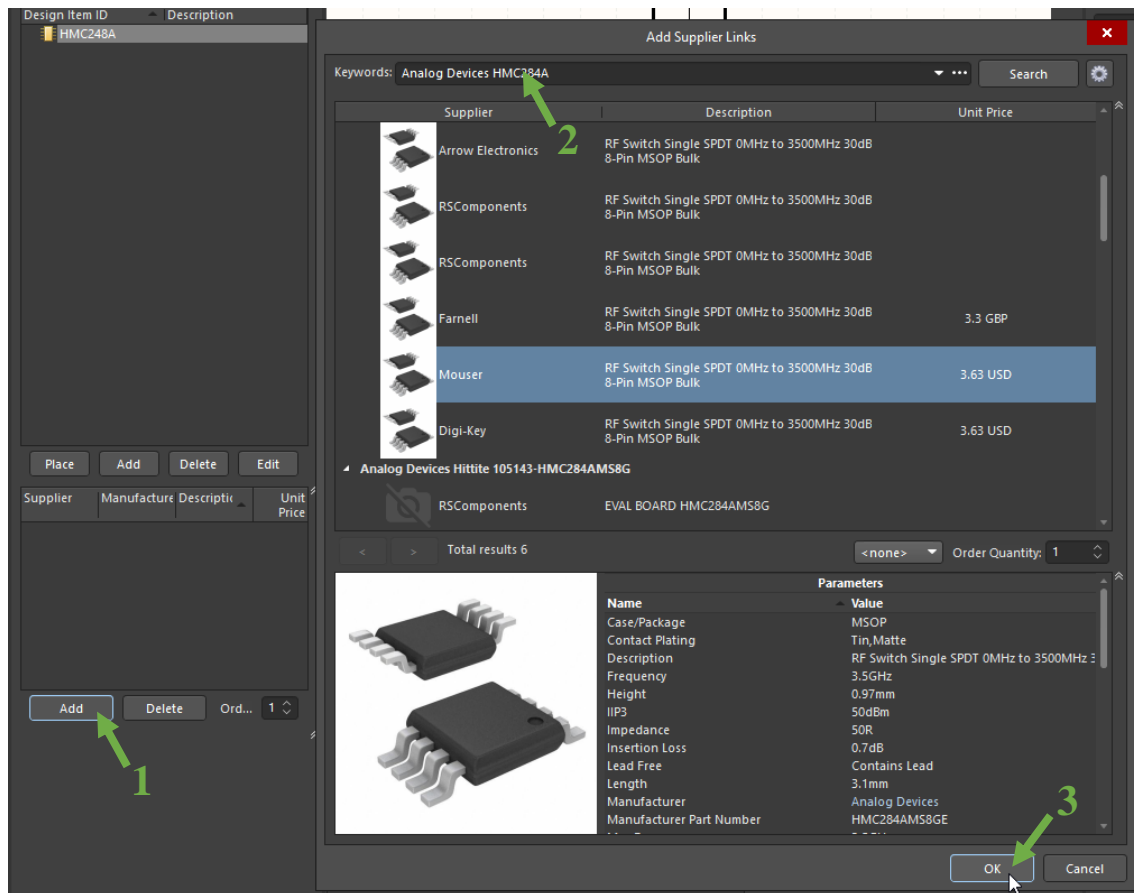 Design Item ID Description
HMC248A
Add Supplier Links
Keywords: Analog Devices HMC284A
Search
Supplier Description Unit Price
Arrow Electronics RF Switch Single SPDT 0MHz to 3500MHz 30dB
8-Pin MSOP Bulk
RSComponents RF Switch Single SPDT 0MHz to 3500MHz 30dB
8-Pin MSOP Bulk
RSComponents RF Switch Single SPDT 0MHz to 3500MHz 30dB
8-Pin MSOP Bulk
Farnell RF Switch Single SPDT 0MHz to 3500MHz 30dB
8-Pin MSOP Bulk 3.3 GBP
Mouser RF Switch Single SPDT 0MHz to 3500MHz 30dB
8-Pin MSOP Bulk 3.63 USD
Digi-Key RF Switch Single SPDT 0MHz to 3500MHz 30dB
8-Pin MSOP Bulk 3.63 USD
Analog Devices Hittite 105143-HMC284AMS8G
RSComponents EVAL BOARD HMC284AMS8G
2
Place Add Delete Edit
Supplier Manufacture Descriptic Unit
Price
Add Delete Ord... 1
1
< > Total results 6 <none> Order Quantity: 1
Parameters
Name Value
Case/Package MSOP
Contact Plating Tin,Matte
Description RF Switch Single SPDT 0MHz to 3500MHz 3
Frequency 3.5GHz
Height 0.97mm
IIP3 50dBm
Impedance 50R
Insertion Loss 0.7dB
Lead Free Contains Lead
Length 3.1mm
Manufacturer Analog Devices
Manufacturer Part Number HMC284AMS8GE
3
OK Cancel